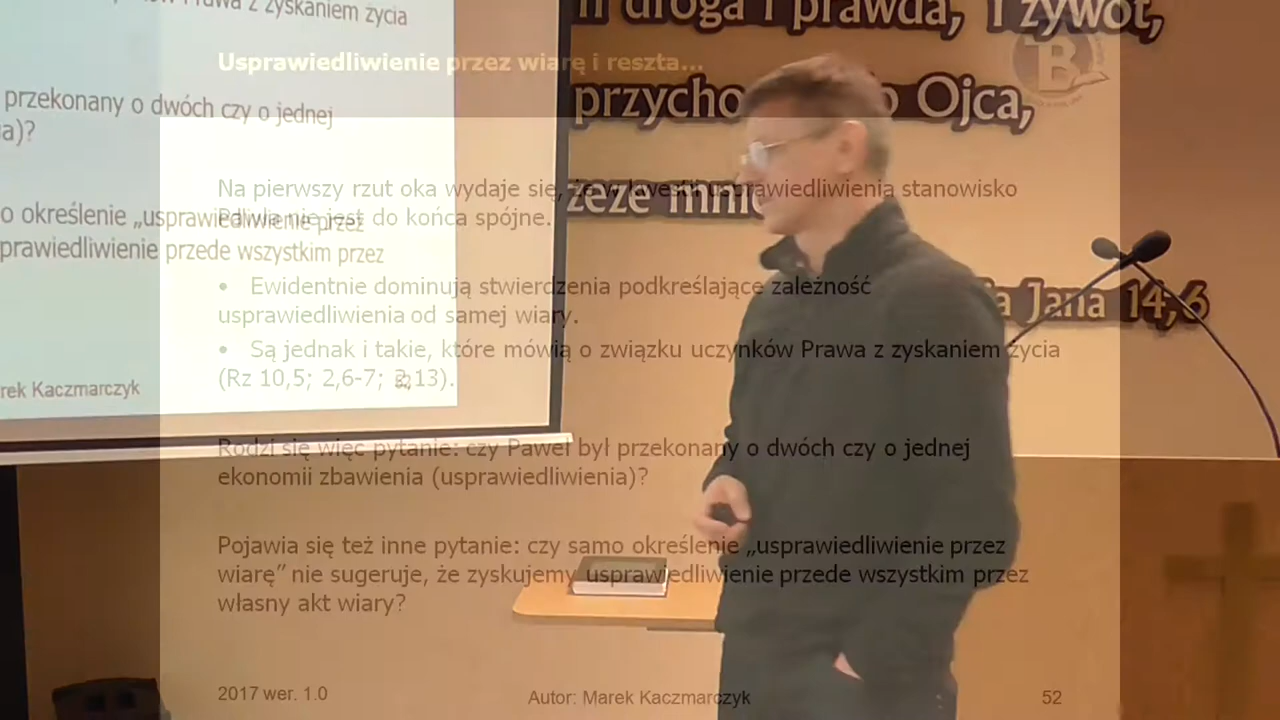 Usprawiedliwienie przez wiarę i reszta...
Na pierwszy rzut oka wydaje się, że w kwestii usprawiedliwienia stanowisko
Pawła nie jest do końca spójne.
• Ewidentnie dominują stwierdzenia podkreślające zależność
usprawiedliwienia od samej wiary.
• Są jednak i takie, które mówią o związku uczynków Prawa z zyskaniem życia
(Rz 10,5; 2,6-7; 2,13).
Rodzi się więc pytanie: czy Paweł był przekonany o dwóch czy o jednej
ekonomii zbawienia (usprawiedliwienia)?
Pojawia się też inne pytanie: czy samo określenie „usprawiedliwienie przez
wiarę” nie sugeruje, że zyskujemy usprawiedliwienie przede wszystkim przez
własny akt wiary?
2017 wer. 1.0
Autor: Marek Kaczmarczyk
52
Prawa z zyskaniem życia
przekonany o dwóch czy o jednej
a)?
o określenie „usprawiedliwienie przez
prawiedliwienie przede wszystkim przez
rek Kaczmarczyk
52
droga i prawda, i żywot,
przycho o Ojca,
Jana 14,6
B